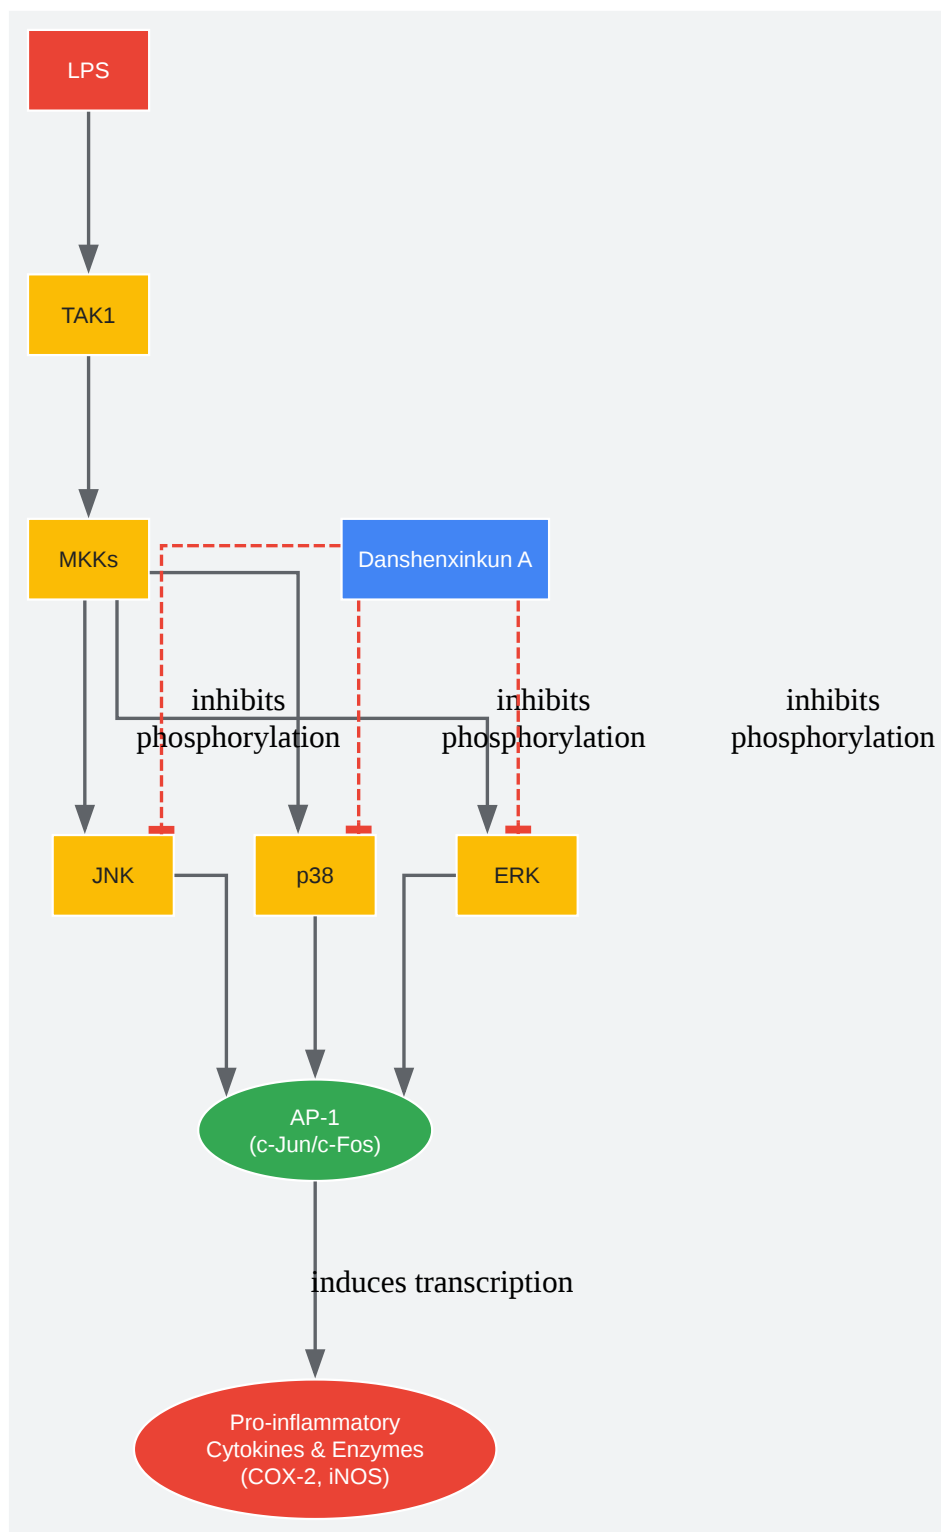 LPS
TAK1
MKKs
Danshenxinkun A
inhibits
phosphorylation
inhibits
phosphorylation
inhibits
phosphorylation
JNK
p38
ERK
AP-1
(c-Jun/c-Fos)
induces transcription
Pro-inflammatory
Cytokines & Enzymes
(COX-2, iNOS)